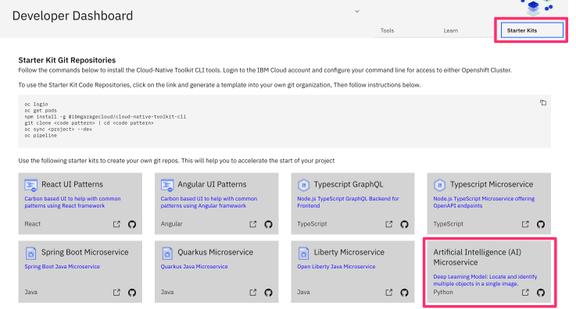 Developer Dashboard
Tools
Learn
Starter Kits
Starter Kit Git Repositories
Follow the commands below to install the Cloud-Native Toolkit CLI tools. Login to the IBM Cloud account and configure your command line for access to either Openshift Cluster.
To use the Starter Kit Code Repositories, click on the link and generate a template into your own git organization, Then follow instructions below.
oc login
oc get pods
npm install -g @ibmgaragecloud/cloud-native-toolkit-cli
git clone <code pattern> | cd <code pattern>
oc sync <project> --dev
oc pipeline
Use the following starter kits to create your own git repos. This will help you to accelerate the start of your project
React UI Patterns
Carbon based UI to help with common
patterns using React framework
React
Angular UI Patterns
Carbon based UI to help with common
patterns using Angular framework
Angular
Typescript GraphQL
Node.js TypeScript GraphQL Backend for
Frontend
TypeScript
Typescript Microservice
Node.js TypeScript Microservice offering
OpenAPI endpoints
TypeScript
Spring Boot Microservice
Spring Boot Java Microservice
Java
Quarkus Microservice
Quarkus Java Microservice
Java
Liberty Microservice
Open Liberty Java Microservice
Java
Artificial Intelligence (AI)
Microservice
Deep Learning Model: Locate and identify
multiple objects in a single image.
Python